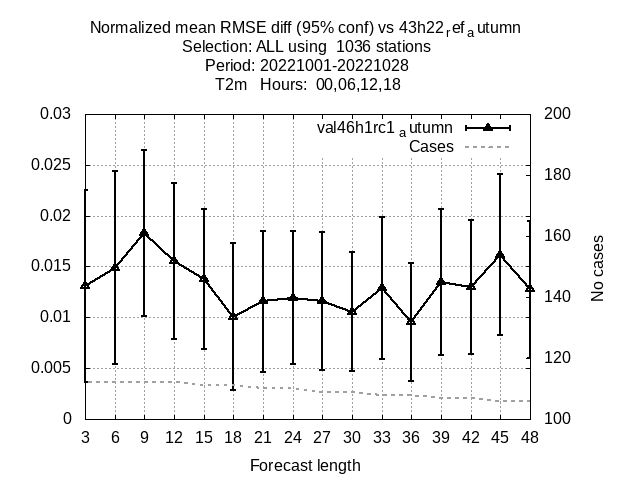 Normalized mean RMSE diff (95% conf) vs 43h22refautumn
Selection: ALL using 1036 stations
Period: 20221001-20221028
T2m Hours: 00,06,12,18
0.03 200
val46h1rc1autumn
Cases
0.025 180
0.02 160
0.015 140
0.01
0.005 120
0 100
No cases
3 6 9 12 15 18 21 24 27 30 33 36 39 42 45 48
Forecast length